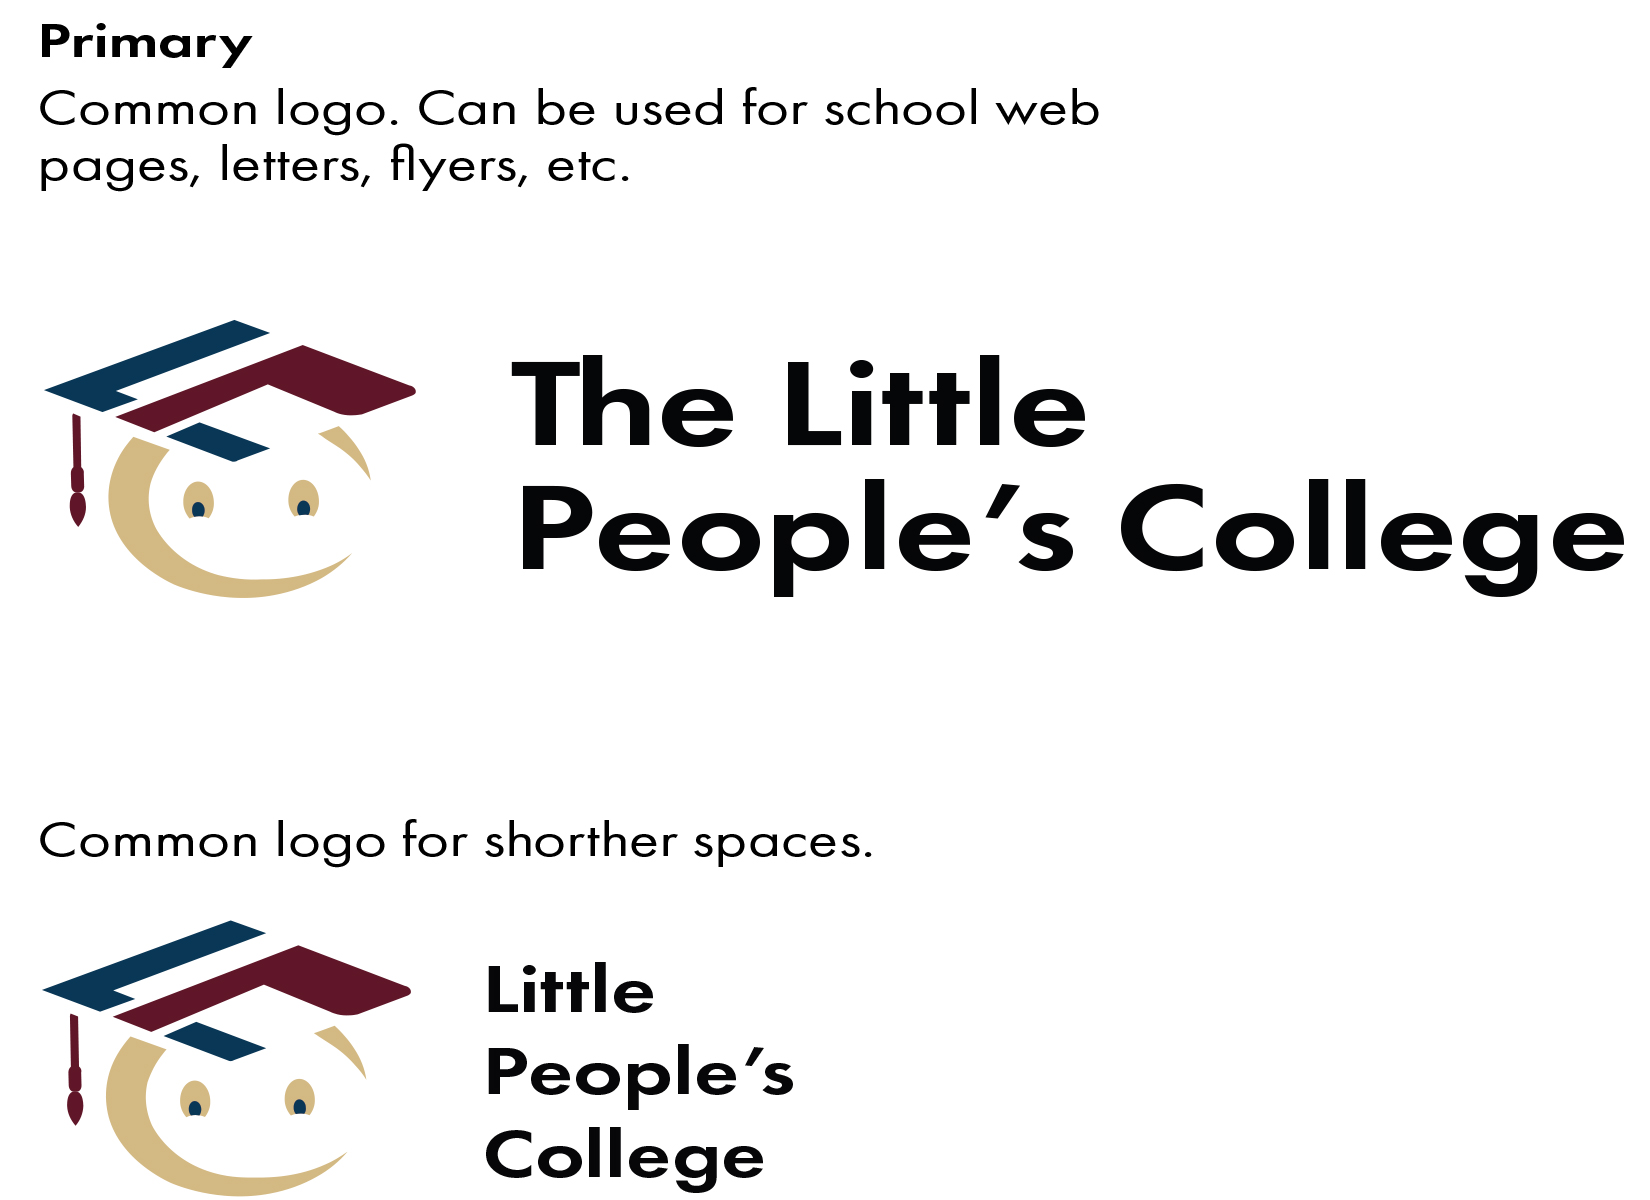 Primary
Common logo. Can be used for school web
pages, letters, flyers, etc.
The Little
People’s College
Common logo for shorther spaces.
Little
People’s
College